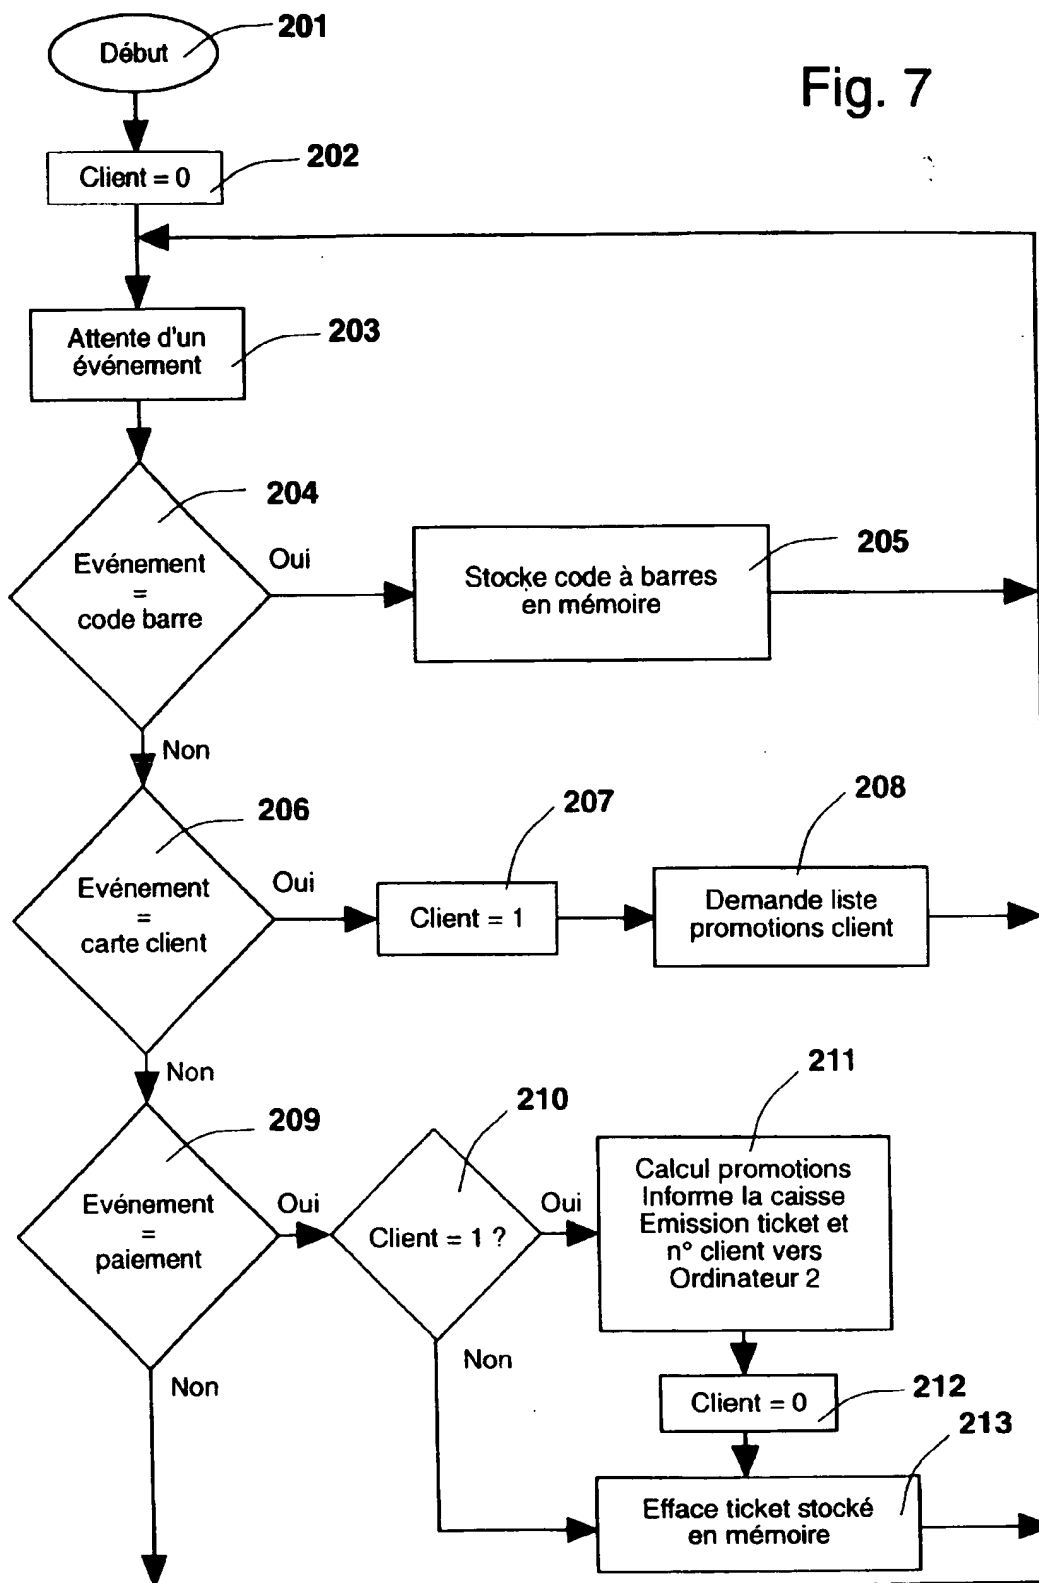 201
Début
Fig. 7
202
Client = 0
Attente d'un
événement
203
204
Evénement
=
code barre
Oui
205
Stocke code à barres
en mémoire
Non
206
Evénement
=
carte client
Oui
207
Client = 1
208
Demande liste
promotions client
Non
209
Evénement
=
paiement
Oui
210
Client = 1 ?
Oui
211
Calcul promotions
Informe la caisse
Emission ticket et
n° client vers
Ordinateur 2
Non
Non
212
Client = 0
213
Efface ticket stocké
en mémoire